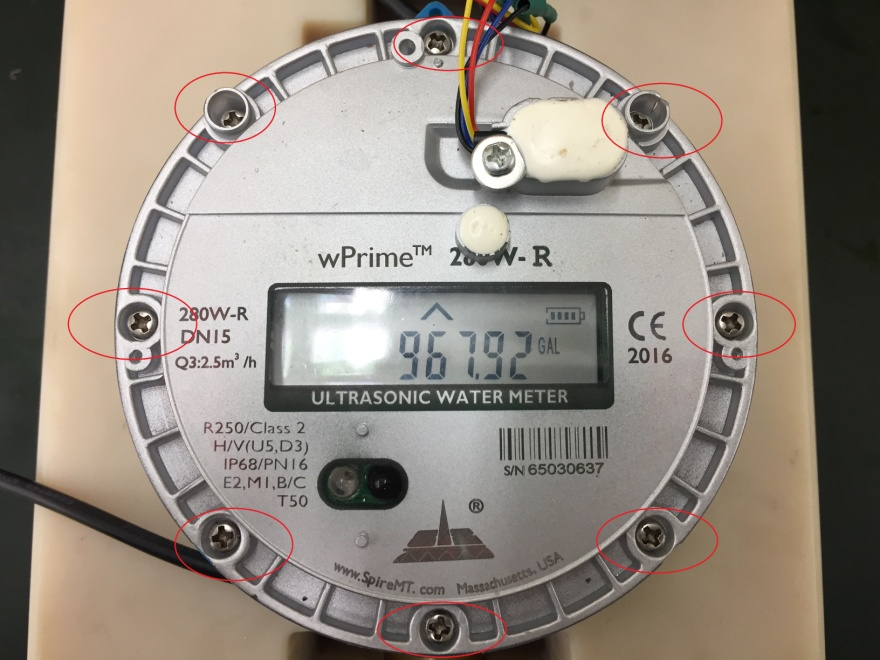 wPrime™ 280W-R
280W-R
DN15
Q3:2.5m³/h
967.92 GAL
CE
2016
ULTRASONIC WATER METER
R250/Class 2
H/V(U5,D3)
IP68/PN16
E2,M1,B/C
T50
S/N 65030637
®
www.SpireMT.com Massachusetts, USA